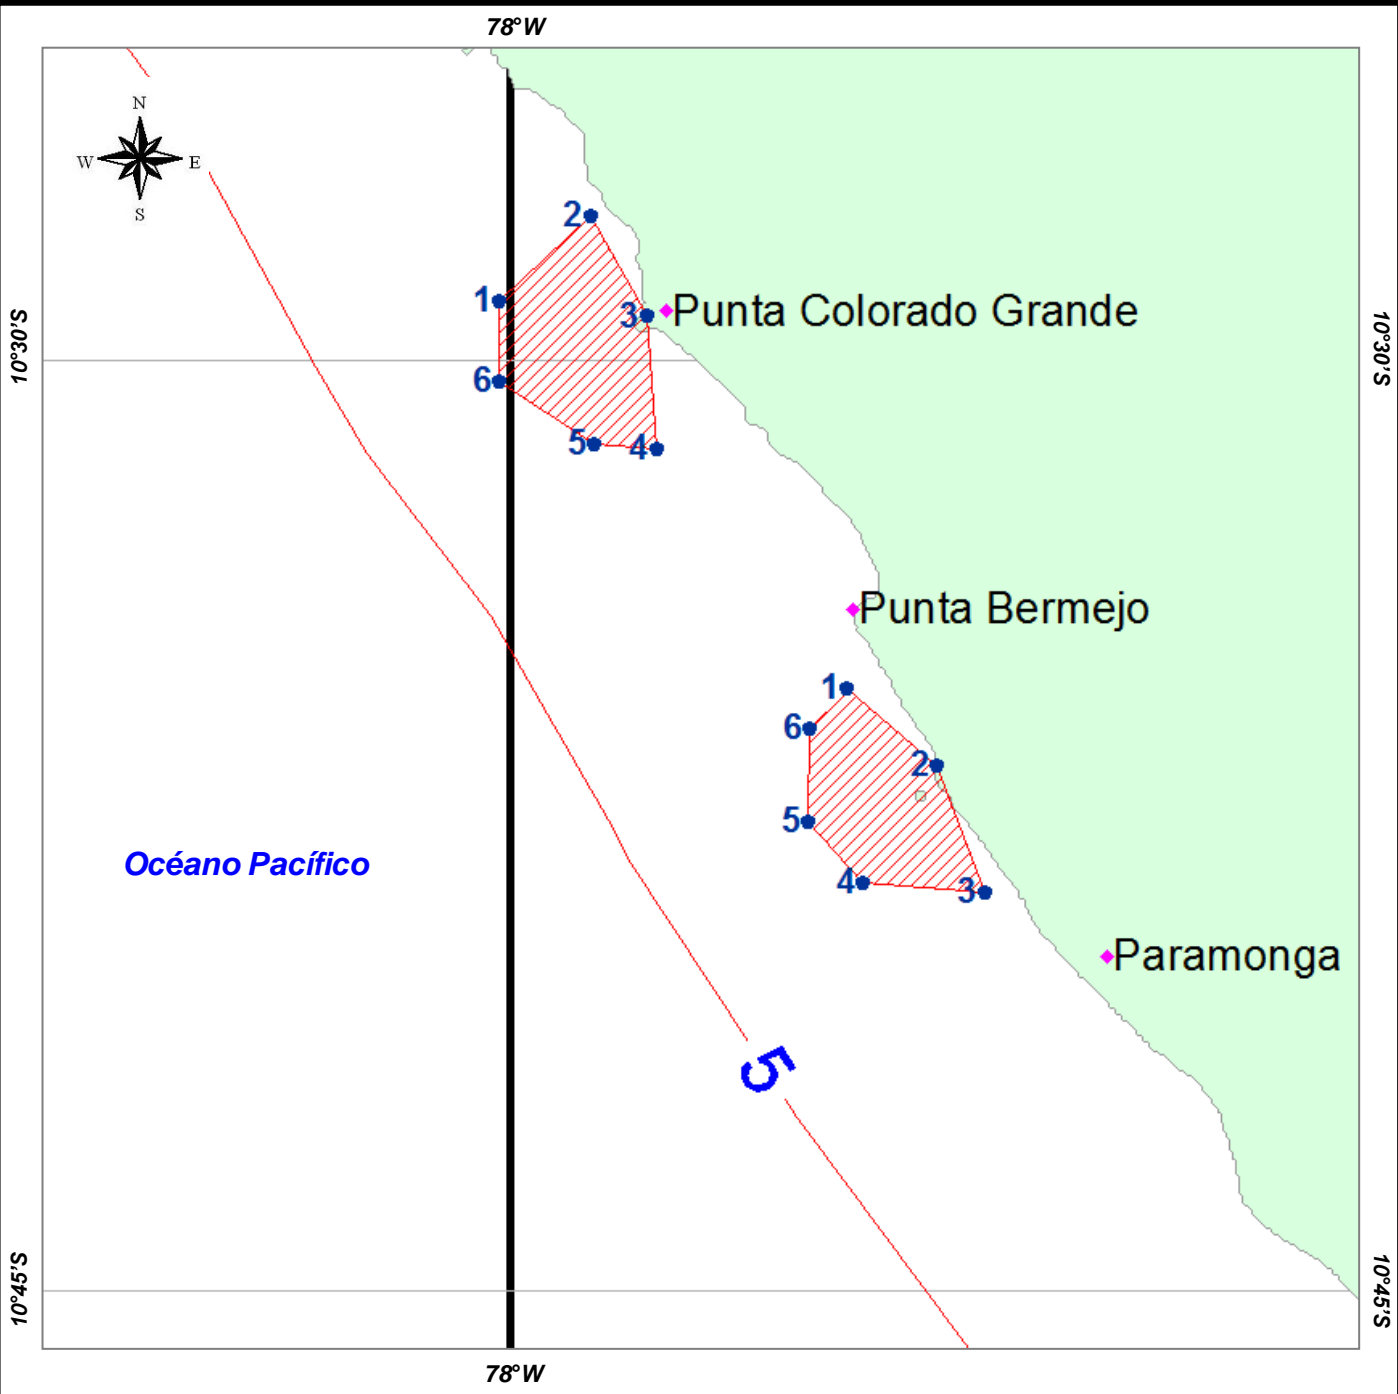 78°W
N
W E
S
2
1
3 Punta Colorado Grande
10°30'S 10°30'S
6
5 4
Punta Bermejo
1
6
2
5
Océano Pacífico
4 3
Paramonga
5
10°45'S 10°45'S
78°W